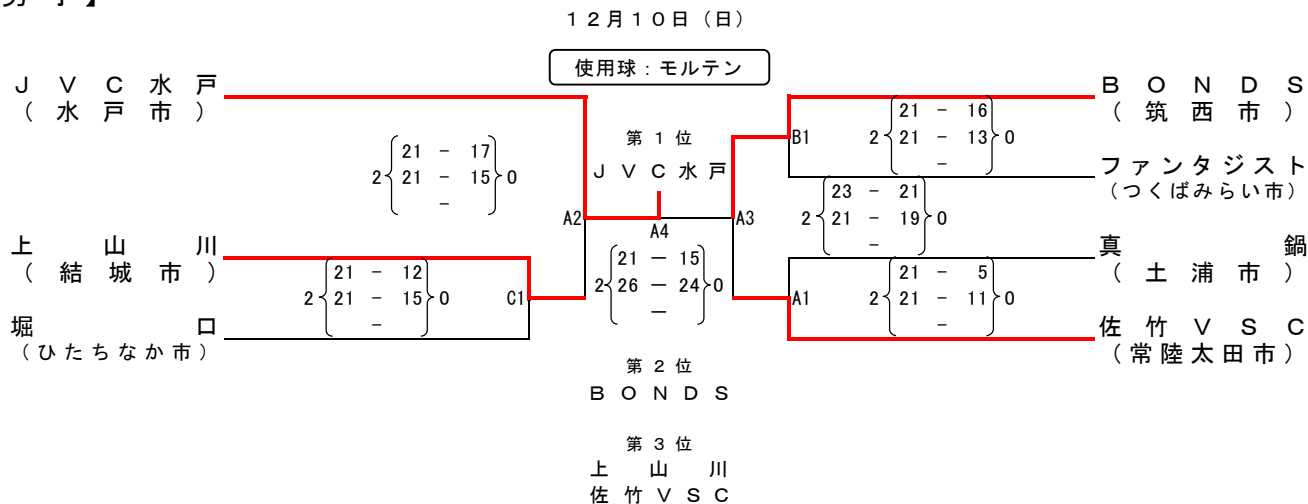 男子】
12月10日（日）
使用球：モルテン
JVC水戸
（水戸市）
BONDS
（筑西市）
21 － 16
2 21 － 13 0
－
B1
第1位
JVC水戸
21 － 17
2 21 － 15 0
－
ファンタジスト
（つくばみらい市）
23 － 21
2 21 － 19 0
－
A2
A3
A4
上山川
（結城市）
真鍋
（土浦市）
21 － 12
2 21 － 15 0
－
C1
21 － 15
2 26 － 24 0
－
A1
21 － 5
2 21 － 11 0
－
堀口
（ひたちなか市）
佐竹VSC
（常陸太田市）
第2位
BONDS
第3位
上山川
佐竹VSC